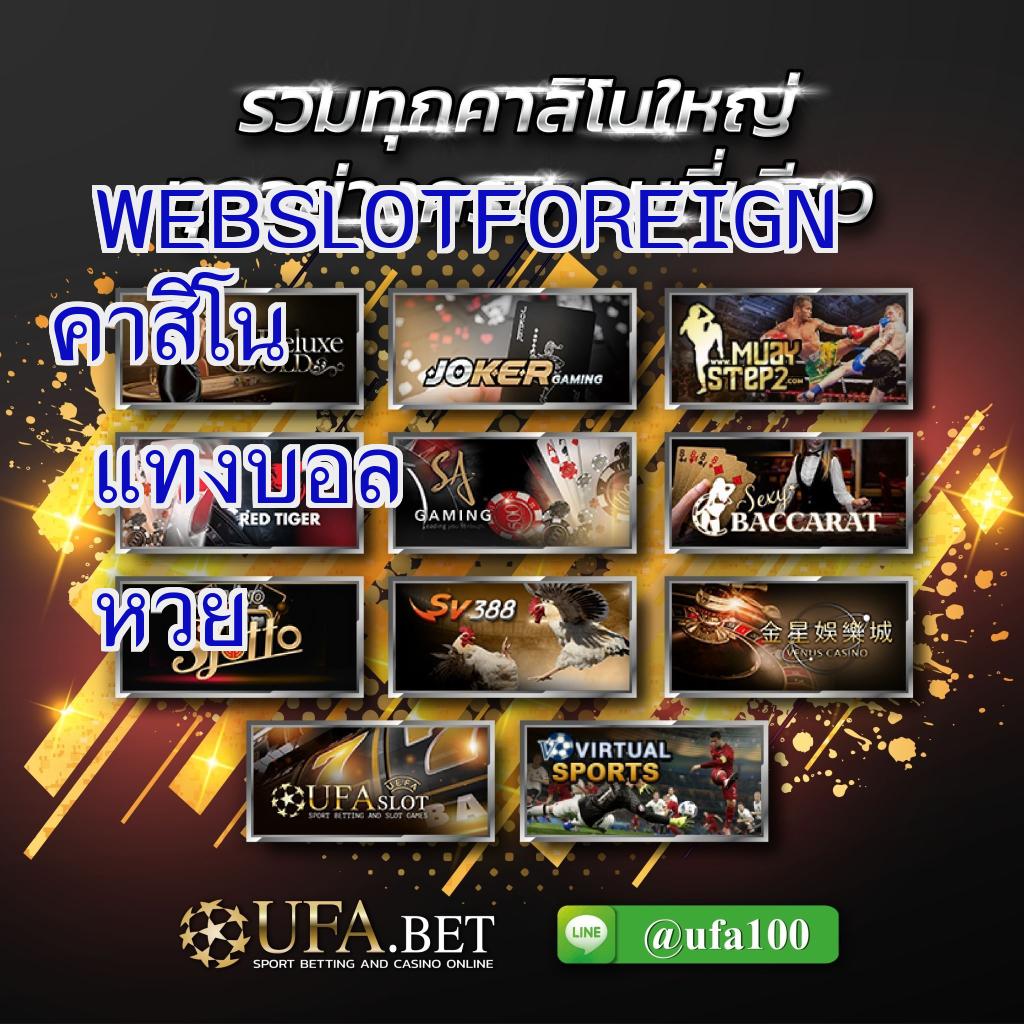 รวมทุกคาสิโนใหญ่
WEBSLOTFOREIGN
คาสิโน
JOKER GAMING
MUAY
STEP2.COM
แทงบอล
RED TIGER
SA
GAMING
Sexy
BACCARAT
หวย
SV388
金星娛樂城
VENUS CASINO
UEFA
UFASLOT
SPORT BETTING AND SLOT GAMES
VIRTUAL
SPORTS
UFA.BET
SPORT BETTING AND CASINO ONLINE
LINE
@ufa100